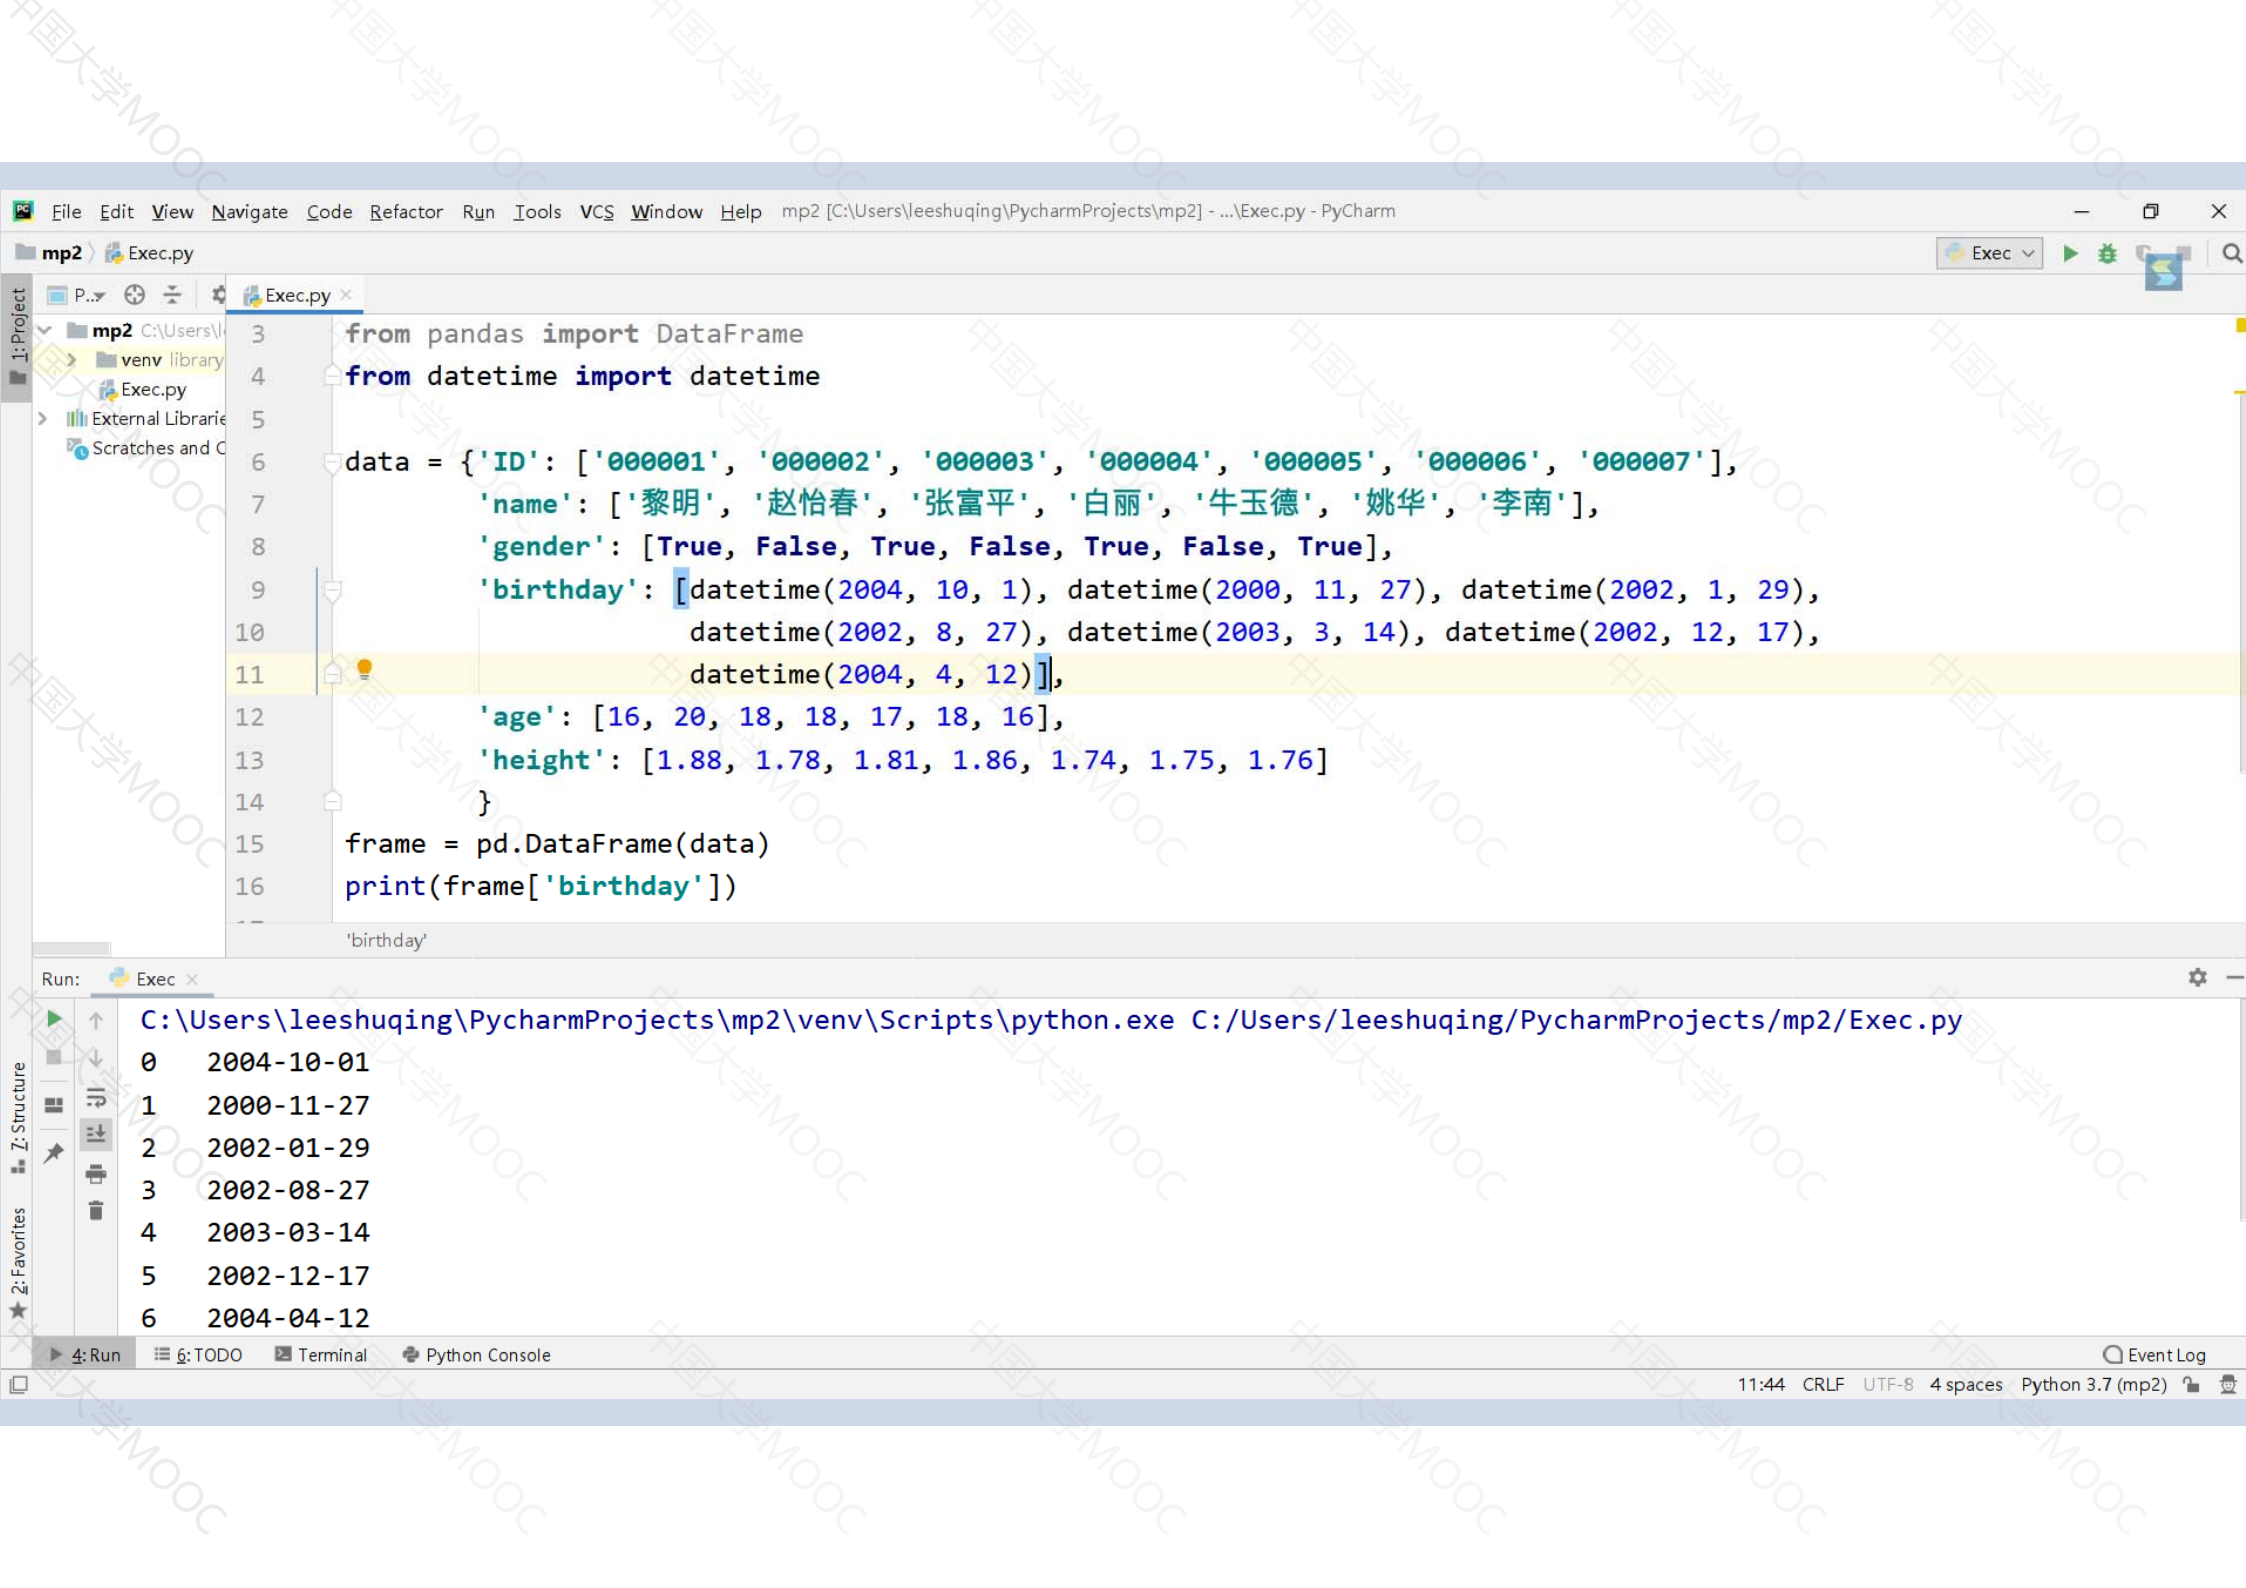 File Edit View Navigate Code Refactor Run Tools VCS Window Help mp2 [C:\Users\leeshuqing\PycharmProjects\mp2] - ...\Exec.py - PyCharm
mp2 Exec.py Exec
1: Project P.. Exec.py
mp2 C:\Users\l
venv library
Exec.py
External Librarie
Scratches and C
3 from pandas import DataFrame
4 from datetime import datetime
5
6 data = {'ID': ['000001', '000002', '000003', '000004', '000005', '000006', '000007'],
7 'name': ['黎明', '赵怡春', '张富平', '白丽', '牛玉德', '姚华', '李南'],
8 'gender': [True, False, True, False, True, False, True],
9 'birthday': [datetime(2004, 10, 1), datetime(2000, 11, 27), datetime(2002, 1, 29),
10 datetime(2002, 8, 27), datetime(2003, 3, 14), datetime(2002, 12, 17),
11 datetime(2004, 4, 12)],
12 'age': [16, 20, 18, 18, 17, 18, 16],
13 'height': [1.88, 1.78, 1.81, 1.86, 1.74, 1.75, 1.76]
14 }
15 frame = pd.DataFrame(data)
16 print(frame['birthday'])
'birthday'
Run: Exec
C:\Users\leeshuqing\PycharmProjects\mp2\venv\Scripts\python.exe C:/Users/leeshuqing/PycharmProjects/mp2/Exec.py
0 2004-10-01
1 2000-11-27
2 2002-01-29
3 2002-08-27
4 2003-03-14
5 2002-12-17
6 2004-04-12
7: Structure
2: Favorites
4: Run 6: TODO Terminal Python Console Event Log
11:44 CRLF UTF-8 4 spaces Python 3.7 (mp2)
中国大学MOOC